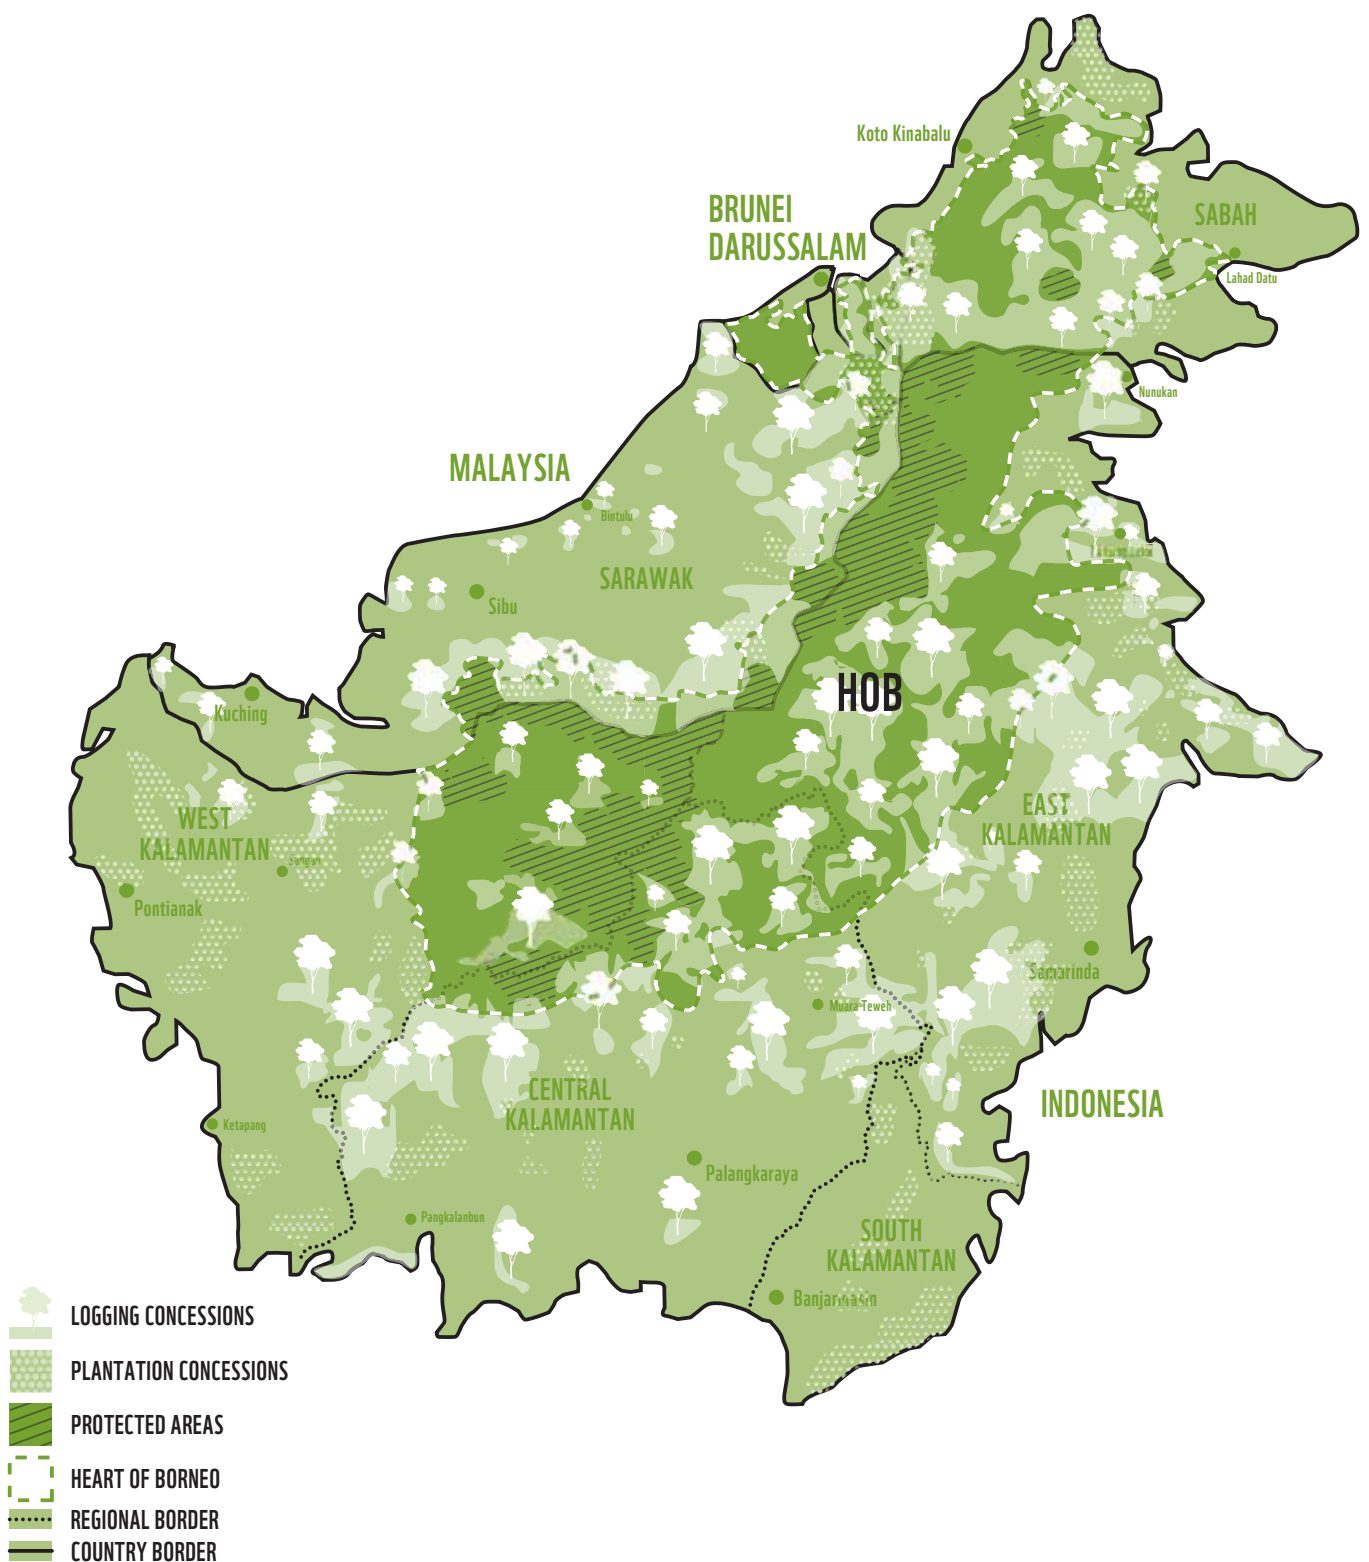 Koto Kinabalu
BRUNEI
DARUSSALAM
SABAH
Lahad Datu
Nunukan
MALAYSIA
Bintulu
SARAWAK
Sibu
HOB
Kuching
WEST
KALAMANTAN
Sangau
EAST
KALAMANTAN
Pontianak
Samarinda
Muara Teweh
CENTRAL
KALAMANTAN
INDONESIA
Ketapang
Palangkaraya
Pangkalanbun
SOUTH
KALAMANTAN
Banjarmasin
LOGGING CONCESSIONS
PLANTATION CONCESSIONS
PROTECTED AREAS
HEART OF BORNEO
REGIONAL BORDER
COUNTRY BORDER